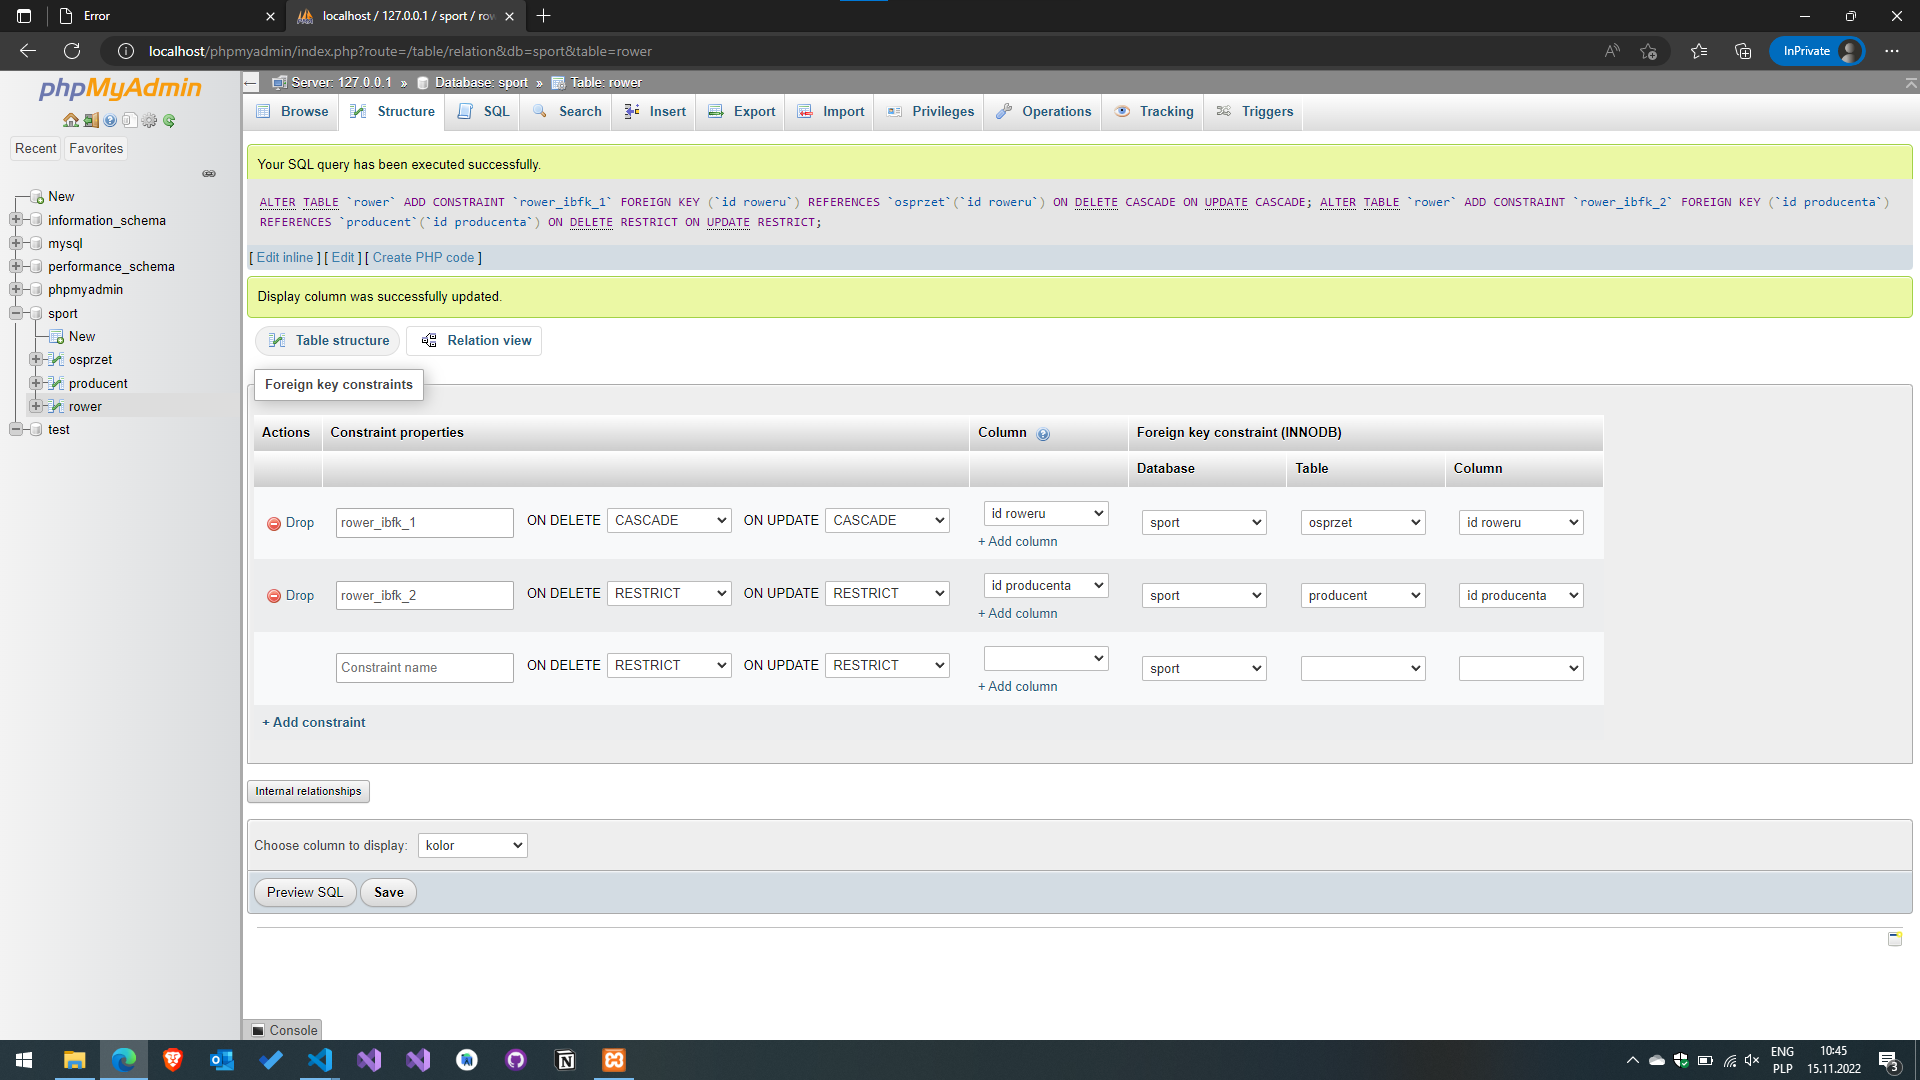 Error
localhost / 127.0.0.1 / sport / row
localhost/phpmyadmin/index.php?route=/table/relation&db=sport&table=rower
InPrivate
phpMyAdmin
Recent
Favorites
New
information_schema
mysql
performance_schema
phpmyadmin
sport
New
osprzet
producent
rower
test
Server: 127.0.0.1 » Database: sport » Table: rower
Browse Structure SQL Search Insert Export Import Privileges Operations Tracking Triggers
Your SQL query has been executed successfully.
ALTER TABLE `rower` ADD CONSTRAINT `rower_ibfk_1` FOREIGN KEY (`id roweru`) REFERENCES `osprzet`(`id roweru`) ON DELETE CASCADE ON UPDATE CASCADE; ALTER TABLE `rower` ADD CONSTRAINT `rower_ibfk_2` FOREIGN KEY (`id producenta`)
REFERENCES `producent`(`id producenta`) ON DELETE RESTRICT ON UPDATE RESTRICT;
[ Edit inline ] [ Edit ] [ Create PHP code ]
Display column was successfully updated.
Table structure Relation view
Foreign key constraints
Actions Constraint properties Column Foreign key constraint (INNODB)
Database Table Column
Drop rower_ibfk_1 ON DELETE CASCADE ON UPDATE CASCADE id roweru sport osprzet id roweru
+ Add column
Drop rower_ibfk_2 ON DELETE RESTRICT ON UPDATE RESTRICT id producenta sport producent id producenta
+ Add column
Constraint name ON DELETE RESTRICT ON UPDATE RESTRICT sport
+ Add column
+ Add constraint
Internal relationships
Choose column to display: kolor
Preview SQL Save
Console
ENG
PLP
10:45
15.11.2022
3